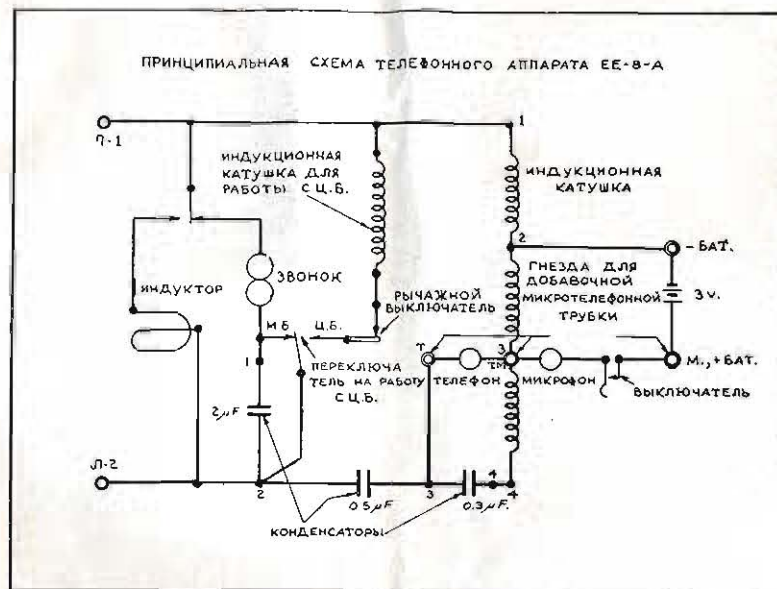 ПРИНЦИПИАЛЬНАЯ СХЕМА ТЕЛЕФОННОГО АППАРАТА ЕЕ-8-А
Л-1
1
ИНДУКЦИОННАЯ
КАТУШКА ДЛЯ
РАБОТЫ С Ц.Б.
ИНДУКЦИОННАЯ
КАТУШКА
2
- БАТ.
ЗВОНОК
ИНДУКТОР
ГНЕЗДА ДЛЯ
ДОБАВОЧНОЙ
МИКРОТЕЛЕФОННОЙ
ТРУБКИ
3 V.
РЫЧАЖНОЙ
ВЫКЛЮЧАТЕЛЬ
М Б
Ц.Б.
Т
3
ТМ
М., +БАТ.
1
ПЕРЕКЛЮЧА
ТЕЛЬ НА РАБОТУ
С Ц.Б.
ТЕЛЕФОН
МИКРОФОН
ВЫКЛЮЧАТЕЛЬ
2 µF
Л-2
2
0.5 µF.
3
4
4
0.3 µF.
КОНДЕНСАТОРЫ